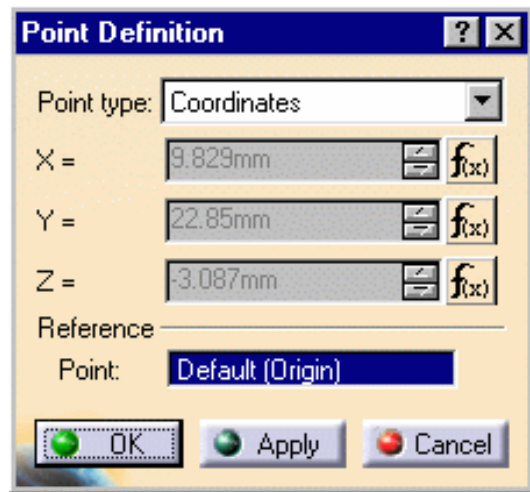 Point Definition ? X
Point type: Coordinates
X = 9.829mm f(x)
Y = 22.85mm f(x)
Z = -3.087mm f(x)
Reference
Point: Default (Origin)
OK Apply Cancel